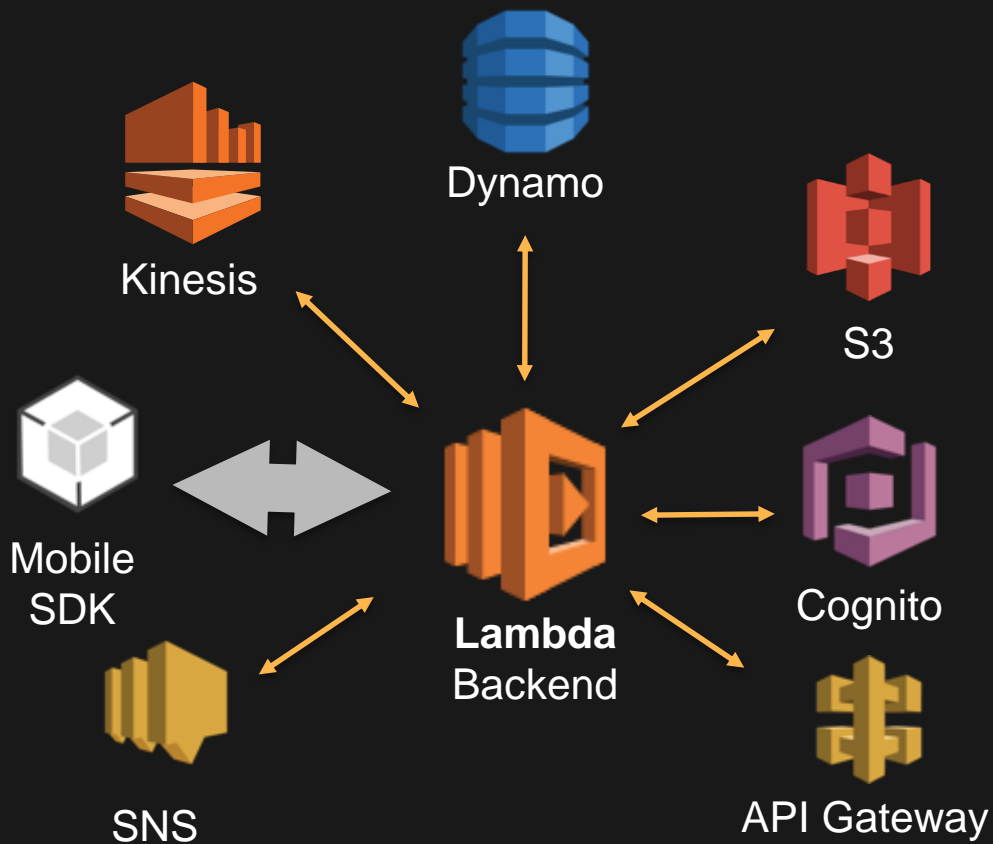 Dynamo
Kinesis
S3
Mobile
SDK
Cognito
Lambda
Backend
SNS
API Gateway